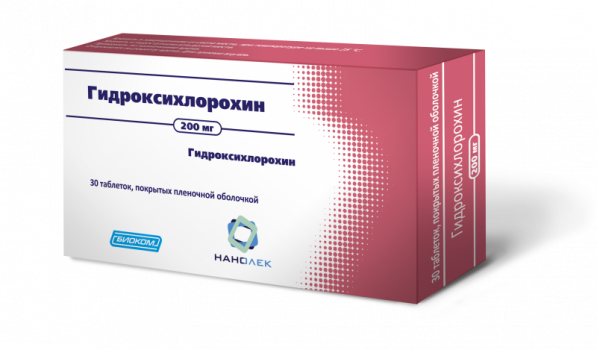 Гидроксихлорохин
200 мг
Гидроксихлорохин
30 таблеток, покрытых пленочной оболочкой
БИОКОМ
НАНОЛЕК
30 таблеток, покрытых пленочной оболочкой
Гидроксихлорохин
200 мг